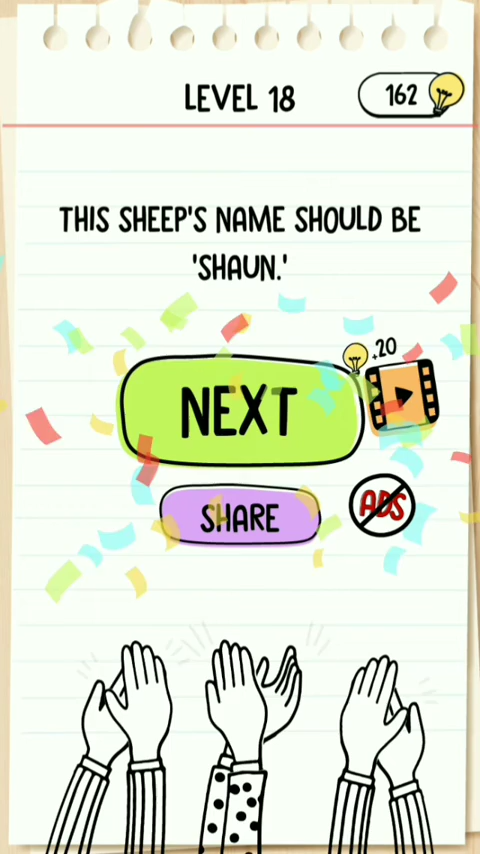 LEVEL 18
162
THIS SHEEP'S NAME SHOULD BE
'SHAUN.'
+20
NEXT
SHARE
ADS